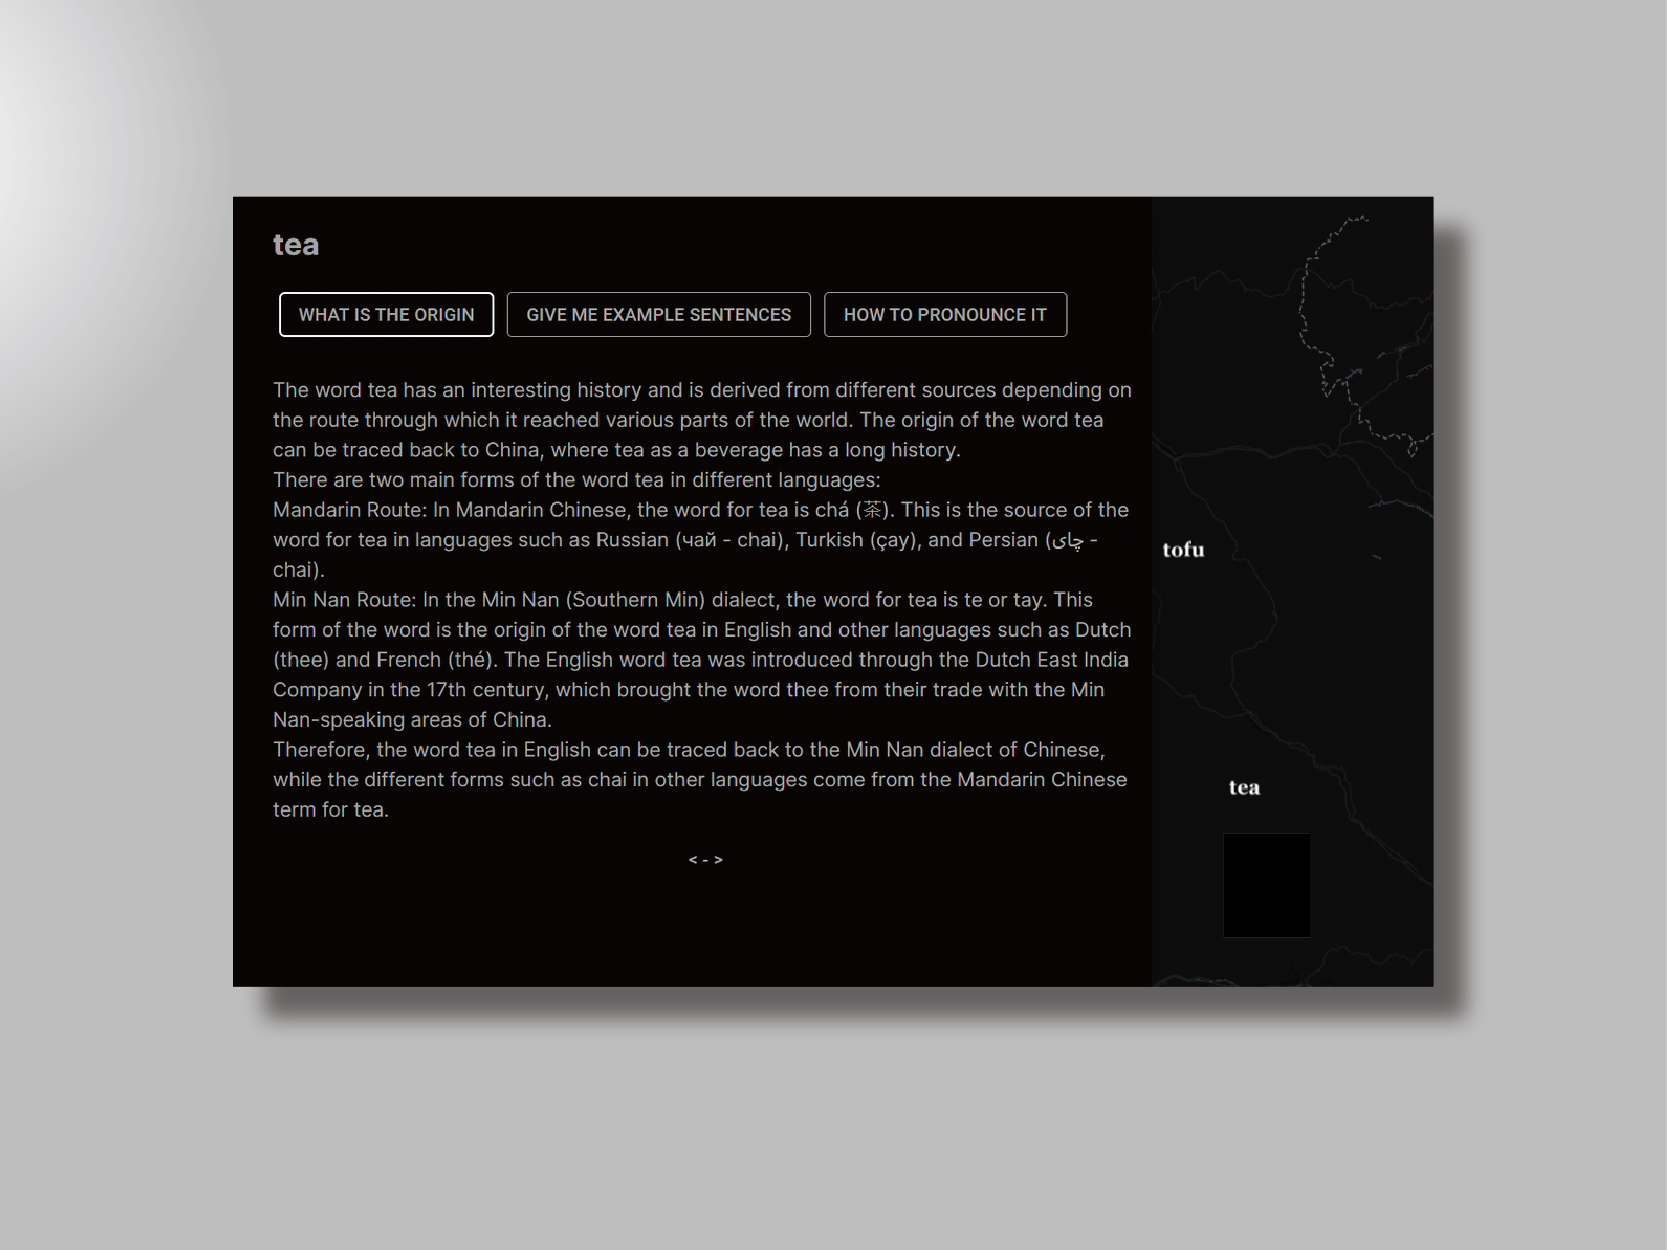 tea
WHAT IS THE ORIGIN
GIVE ME EXAMPLE SENTENCES
HOW TO PRONOUNCE IT
The word tea has an interesting history and is derived from different sources depending on
the route through which it reached various parts of the world. The origin of the word tea
can be traced back to China, where tea as a beverage has a long history.
There are two main forms of the word tea in different languages:
Mandarin Route: In Mandarin Chinese, the word for tea is chá (茶). This is the source of the
word for tea in languages such as Russian (чай - chai), Turkish (çay), and Persian (چای -
chai).
Min Nan Route: In the Min Nan (Southern Min) dialect, the word for tea is te or tay. This
form of the word is the origin of the word tea in English and other languages such as Dutch
(thee) and French (thé). The English word tea was introduced through the Dutch East India
Company in the 17th century, which brought the word thee from their trade with the Min
Nan-speaking areas of China.
Therefore, the word tea in English can be traced back to the Min Nan dialect of Chinese,
while the different forms such as chai in other languages come from the Mandarin Chinese
term for tea.
< - >
tofu
tea